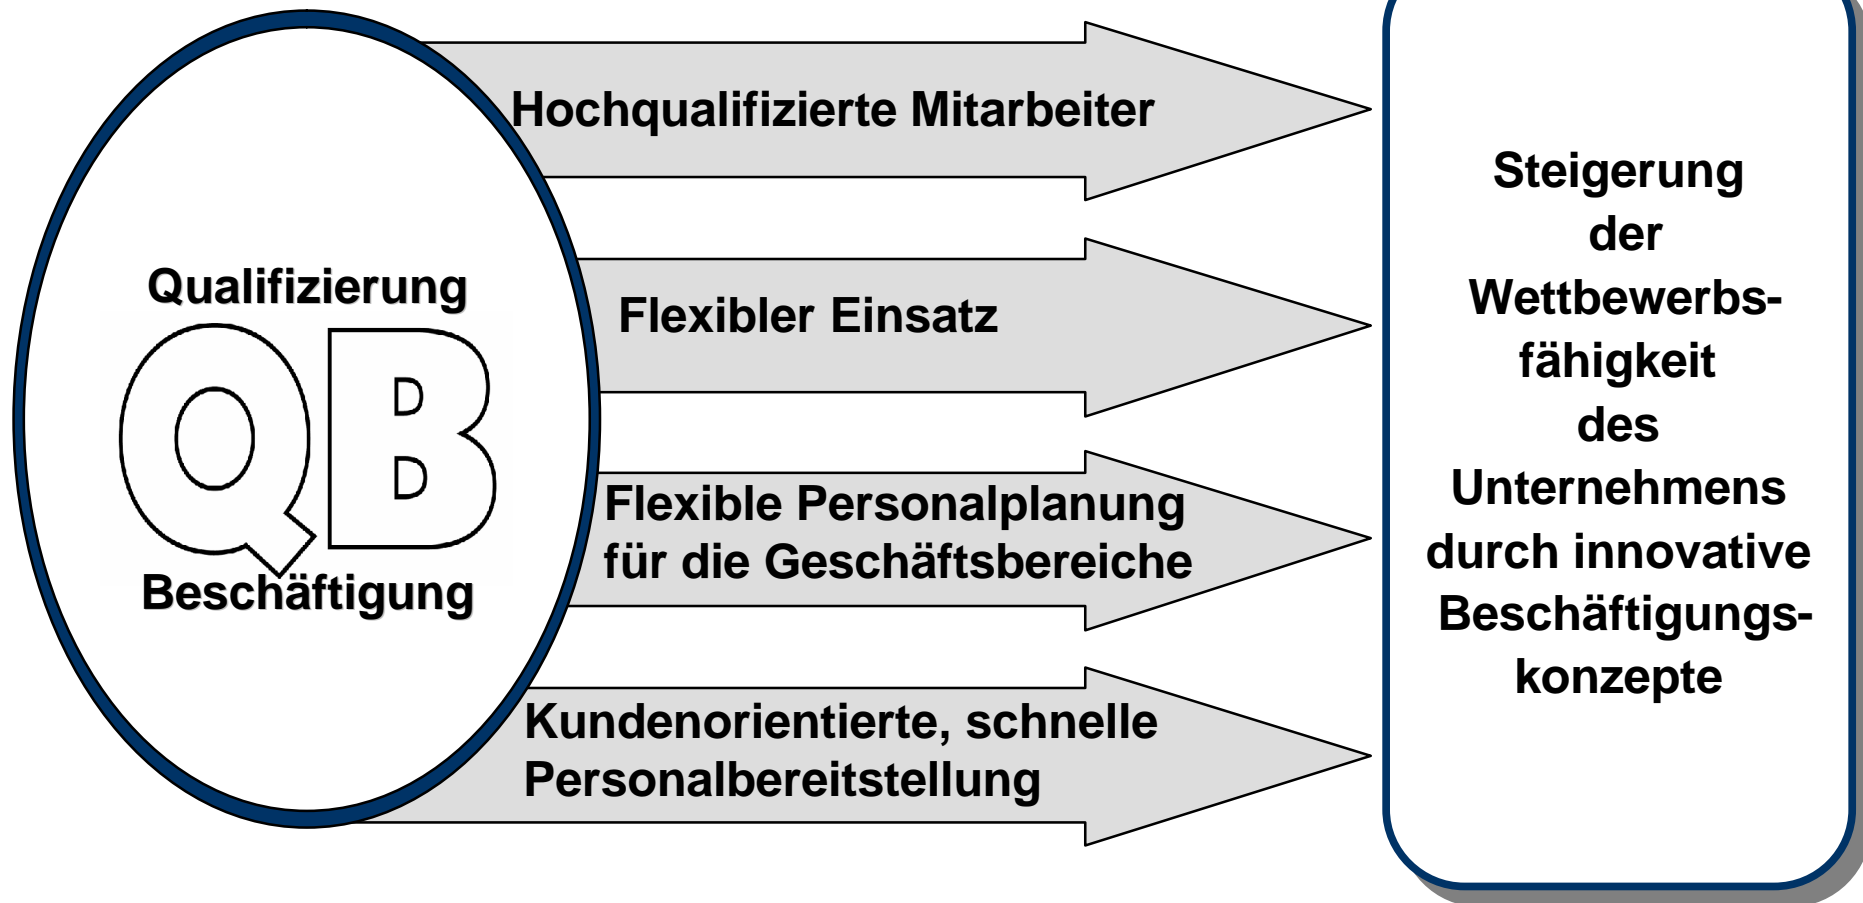 Qualifizierung
QB
Beschäftigung
Hochqualifizierte Mitarbeiter
Flexibler Einsatz
Flexible Personalplanung
für die Geschäftsbereiche
Kundenorientierte, schnelle
Personalbereitstellung
Steigerung
der
Wettbewerbs-
fähigkeit
des
Unternehmens
durch innovative
Beschäftigungs-
konzepte